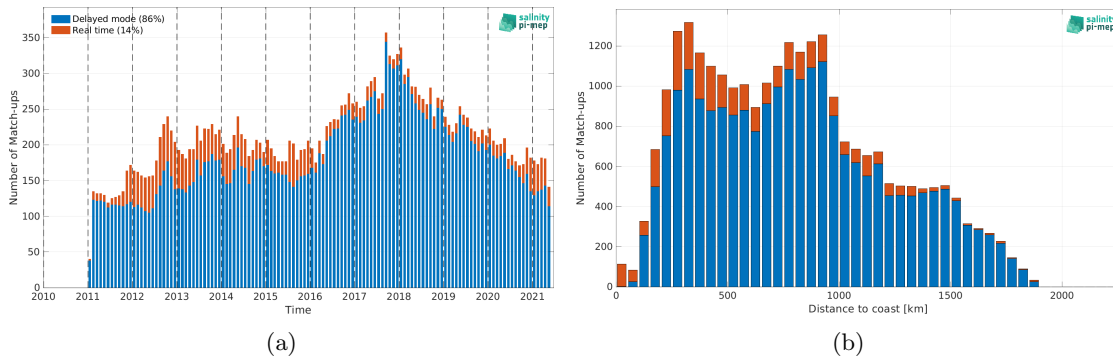 Delayed mode (86%)
Real time (14%)
salinity
pi-mep
350
300
250
200
150
100
50
0
Number of Match-ups
2010 2011 2012 2013 2014 2015 2016 2017 2018 2019 2020 2021
Time
(a)
salinity
pi-mep
1200
1000
800
600
400
200
0
Number of Match-ups
0 500 1000 1500 2000
Distance to coast [km]
(b)